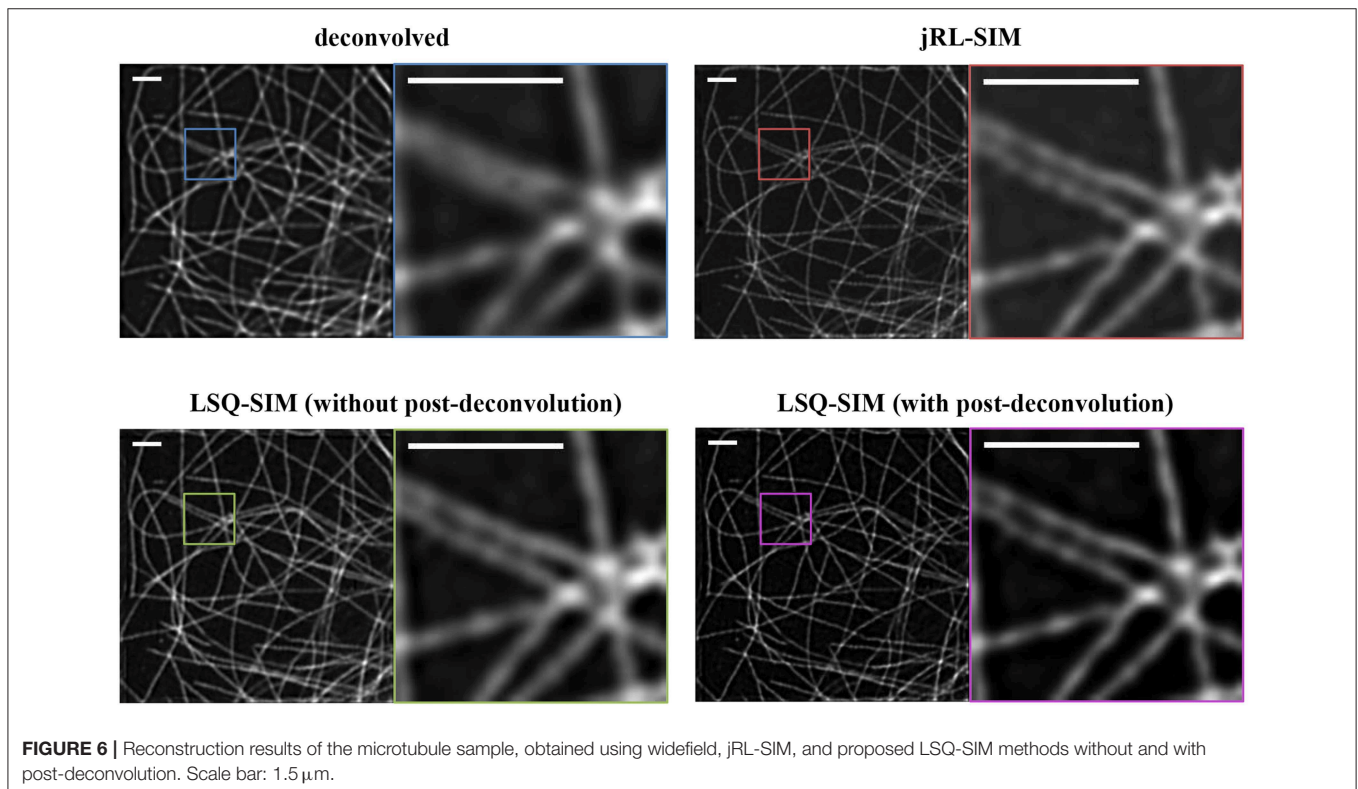 deconvolved
jRL-SIM
LSQ-SIM (without post-deconvolution)
LSQ-SIM (with post-deconvolution)
FIGURE 6 | Reconstruction results of the microtubule sample, obtained using widefield, jRL-SIM, and proposed LSQ-SIM methods without and with
post-deconvolution. Scale bar: 1.5 μm.